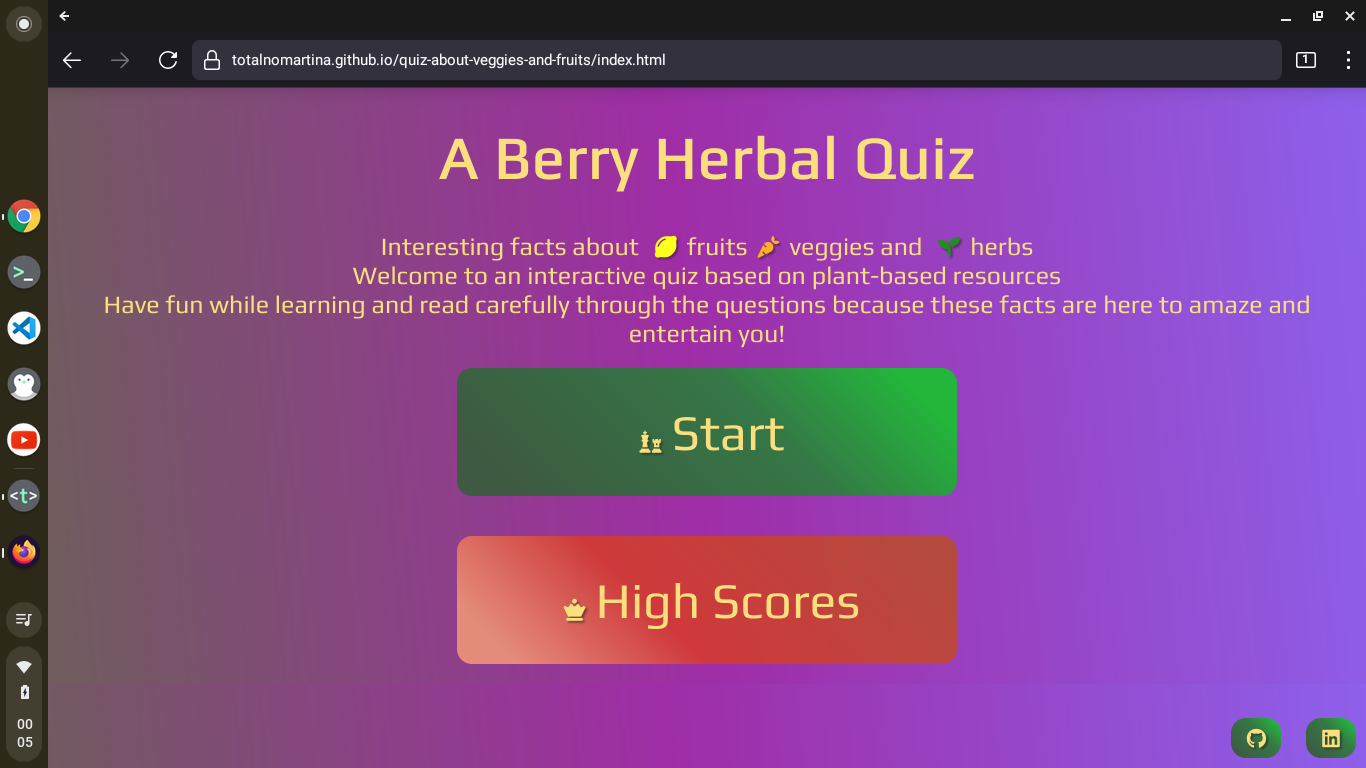 totalnomartina.github.io/quiz-about-veggies-and-fruits/index.html
1
A Berry Herbal Quiz
Interesting facts about fruits veggies and herbs
Welcome to an interactive quiz based on plant-based resources
Have fun while learning and read carefully through the questions because these facts are here to amaze and
entertain you!
Start
High Scores
<t>
00
05
in